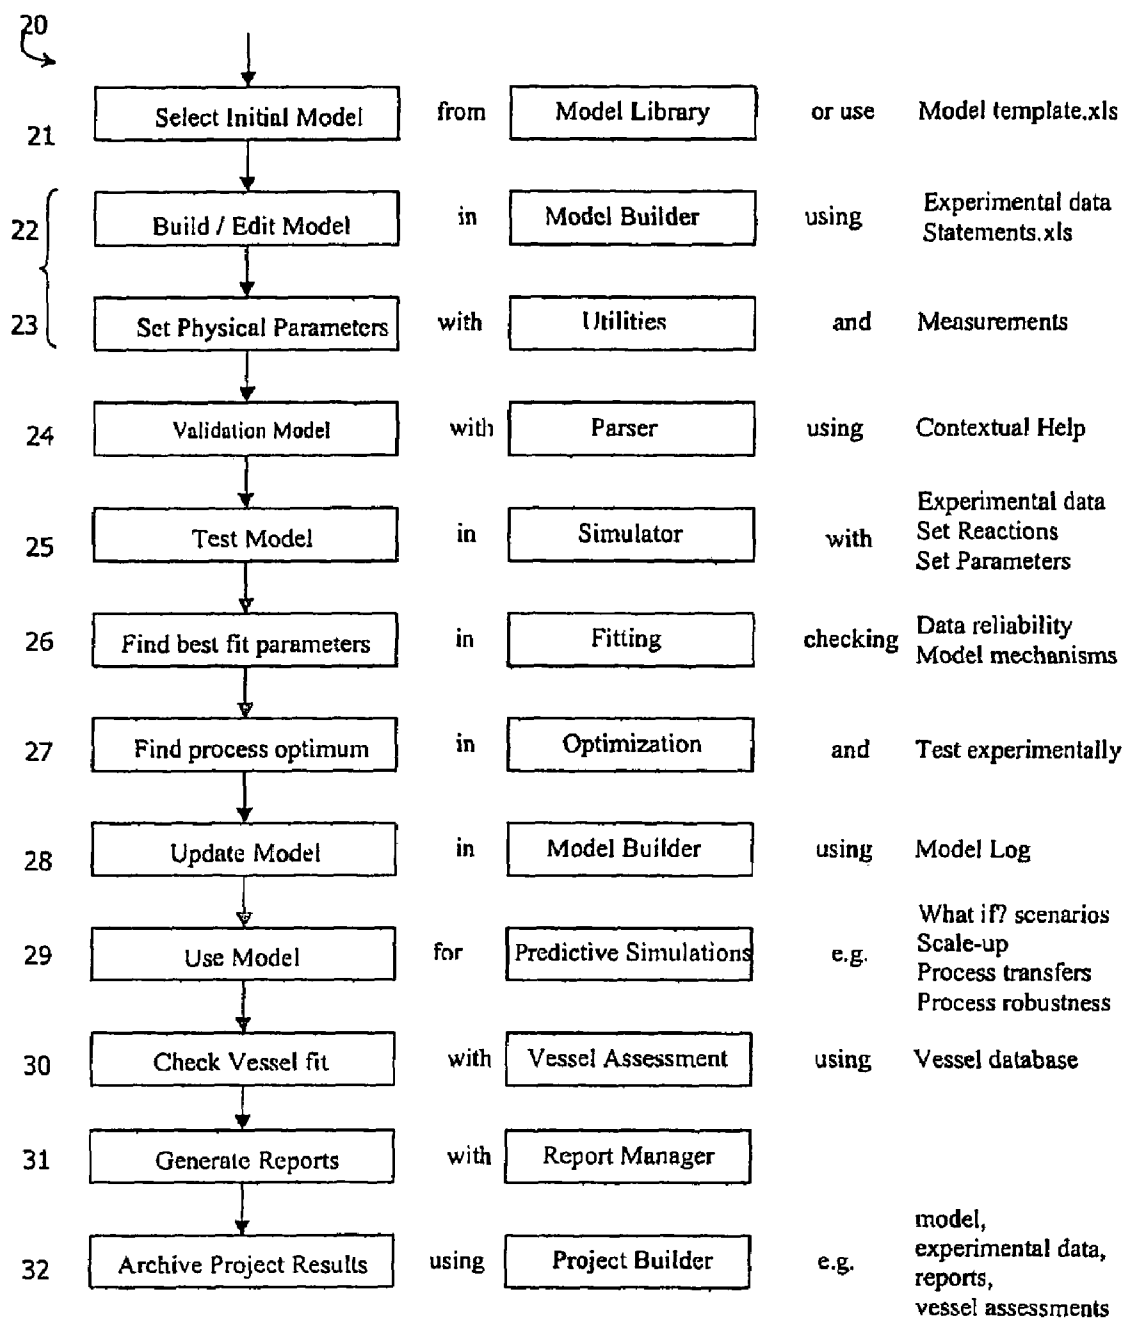 20
21 Select Initial Model from Model Library or use Model template.xls
22 Build / Edit Model in Model Builder using Experimental data
Statements.xls
23 Set Physical Parameters with Utilities and Measurements
24 Validation Model with Parser using Contextual Help
25 Test Model in Simulator with Experimental data
Set Reactions
Set Parameters
26 Find best fit parameters in Fitting checking Data reliability
Model mechanisms
27 Find process optimum in Optimization and Test experimentally
28 Update Model in Model Builder using Model Log
29 Use Model for Predictive Simulations e.g. What if? scenarios
Scale-up
Process transfers
Process robustness
30 Check Vessel fit with Vessel Assessment using Vessel database
31 Generate Reports with Report Manager
32 Archive Project Results using Project Builder e.g. model,
experimental data,
reports,
vessel assessments